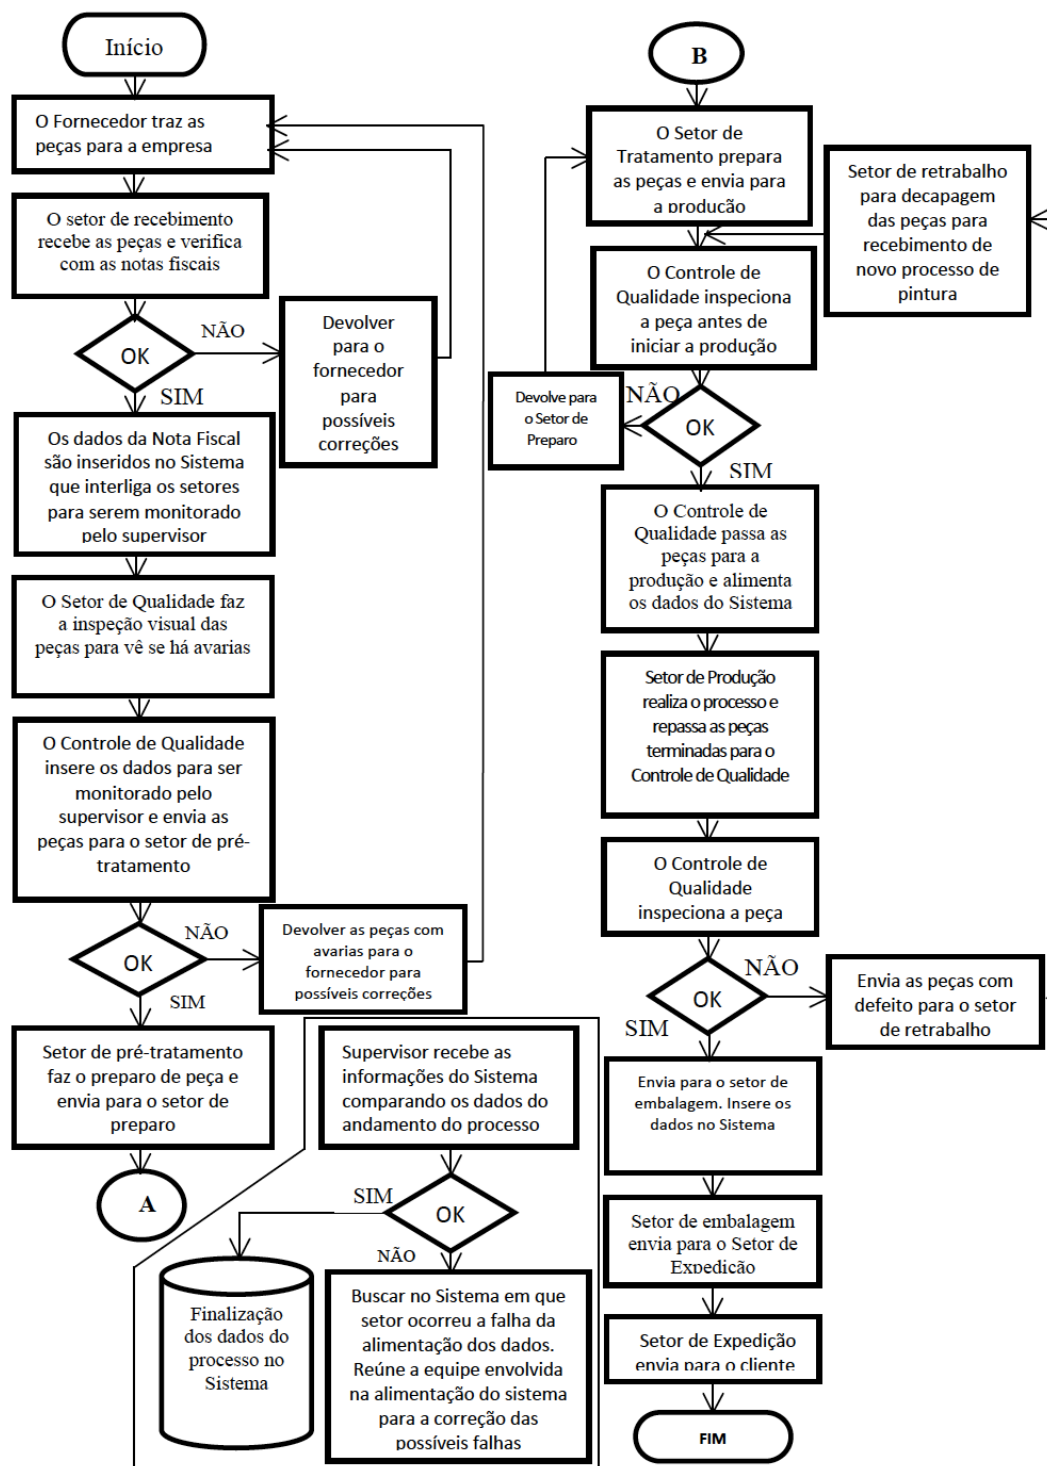 Início
O Fornecedor traz as
peças para a empresa
O setor de recebimento
recebe as peças e verifica
com as notas fiscais
OK
NÃO
SIM
Devolver
para o
fornecedor
para
possíveis
correções
Os dados da Nota Fiscal
são inseridos no Sistema
que interliga os setores
para serem monitorado
pelo supervisor
O Setor de Qualidade faz
a inspeção visual das
peças para vê se há avarias
O Controle de Qualidade
insere os dados para ser
monitorado pelo
supervisor e envia as
peças para o setor de pré-
tratamento
OK
NÃO
SIM
Devolver as peças com
avarias para o
fornecedor para
possíveis correções
Setor de pré-tratamento
faz o preparo de peça e
envia para o setor de
preparo
A
Supervisor recebe as
informações do Sistema
comparando os dados do
andamento do processo
OK
SIM
NÃO
Finalização
dos dados do
processo no
Sistema
Buscar no Sistema em que
setor ocorreu a falha da
alimentação dos dados.
Reúne a equipe envolvida
na alimentação do sistema
para a correção das
possíveis falhas
B
O Setor de
Tratamento prepara
as peças e envia para
a produção
Setor de retrabalho
para decapagem
das peças para
recebimento de
novo processo de
pintura
O Controle de
Qualidade inspeciona
a peça antes de
iniciar a produção
OK
NÃO
SIM
Devolve para
o Setor de
Preparo
O Controle de
Qualidade passa as
peças para a
produção e alimenta
os dados do Sistema
Setor de Produção
realiza o processo e
repassa as peças
terminadas para o
Controle de Qualidade
O Controle de
Qualidade
inspeciona a peça
OK
NÃO
SIM
Envia as peças com
defeito para o setor
de retrabalho
Envia para o setor de
embalagem. Insere os
dados no Sistema
Setor de embalagem
envia para o Setor de
Expedição
Setor de Expedição
envia para o cliente
FIM